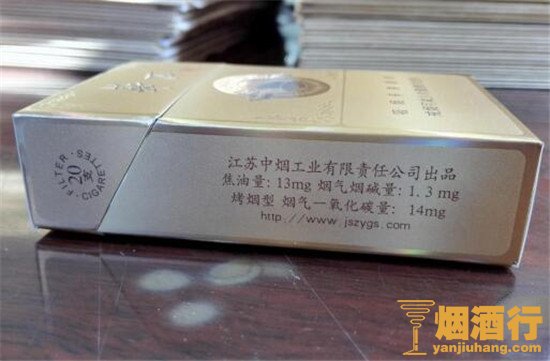 江苏中烟工业有限责任公司出品
焦油量: 13mg 烟气烟碱量: 1.3mg
烤烟型 烟气一氧化碳量: 14mg
http://www.jszygs.com
FILTER
20支
CIGARETTES
烟酒行
yanjiuhang.com